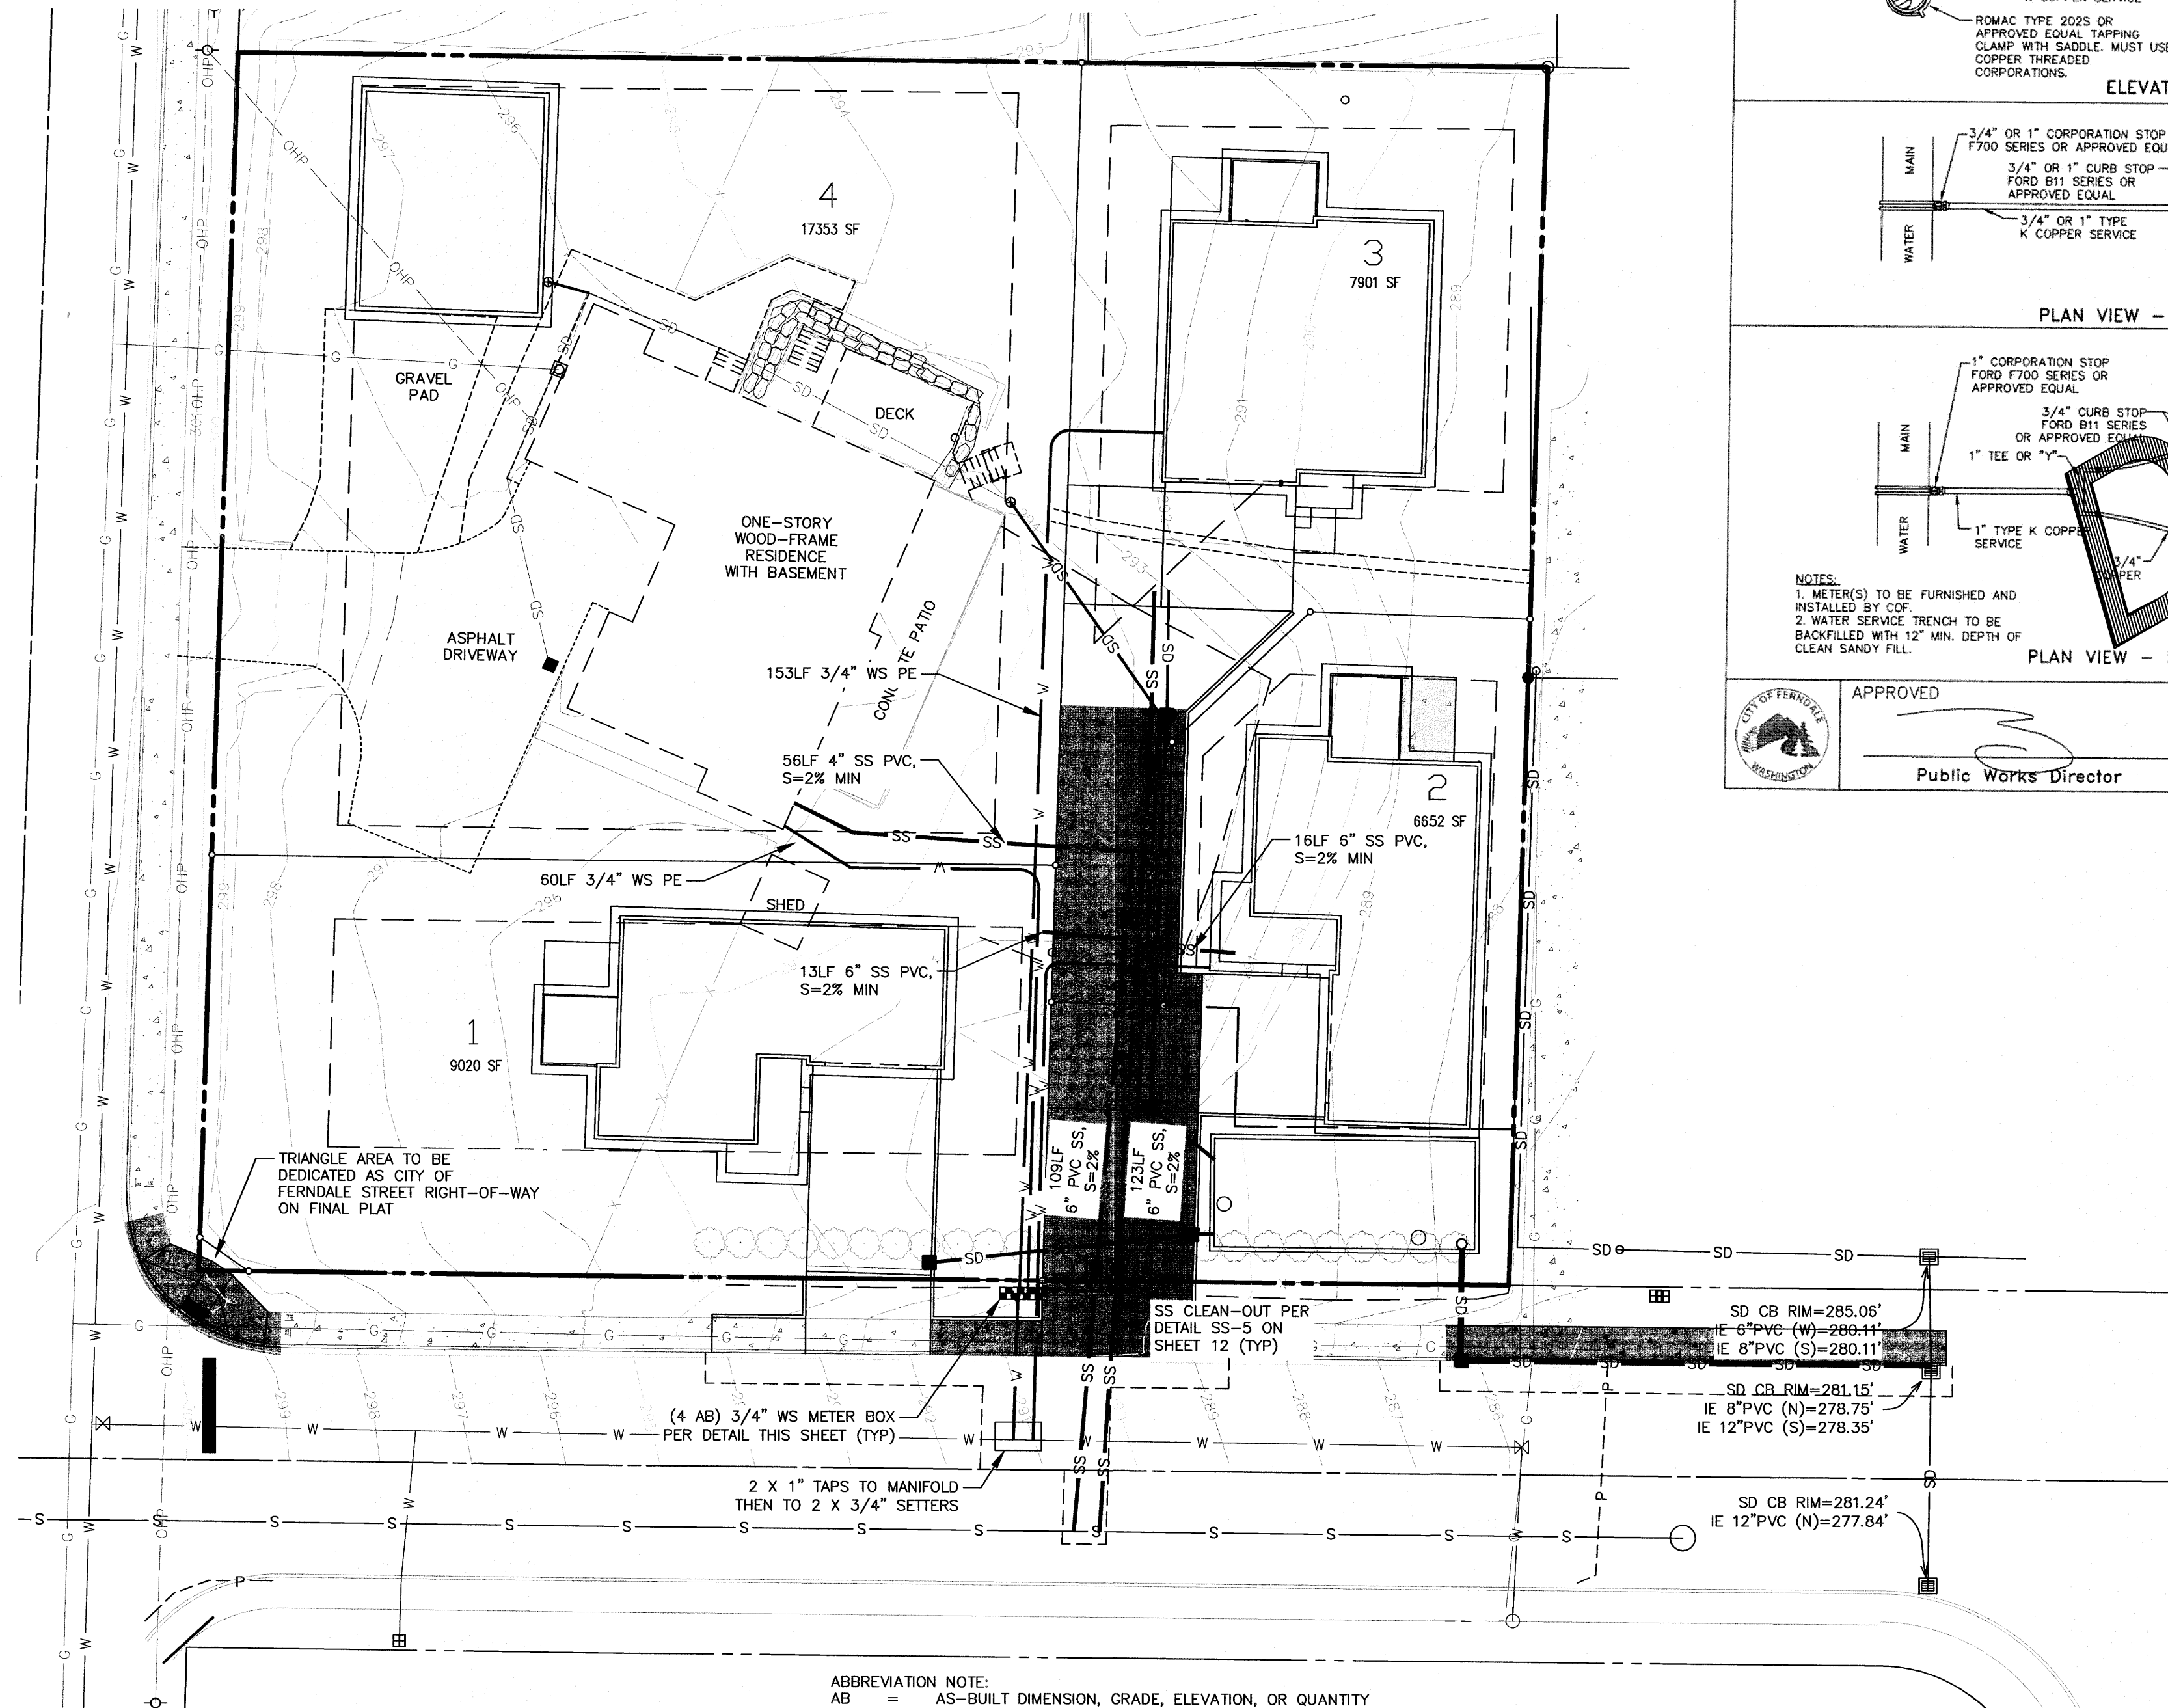 ROMAC TYPE 202S OR
APPROVED EQUAL TAPPING
CLAMP WITH SADDLE. MUST USE
COPPER THREADED
CORPORATIONS.
3/4" OR 1" CORPORATION STOP
F700 SERIES OR APPROVED
3/4" OR 1" CURB STOP
FORD B11 SERIES OR
APPROVED EQUAL
3/4" OR 1" TYPE
K COPPER SERVICE
MAIN
WATER
PLAN VIEW –
1" CORPORATION STOP
FORD F700 SERIES OR
APPROVED EQUAL
3/4" CURB STOP
FORD B11 SERIES
OR APPROVED
1" TEE OR "Y"
MAIN
WATER
1" TYPE K COPPER
SERVICE
3/4"
NOTES:
1. METER(S) TO BE FURNISHED AND
INSTALLED BY COF.
2. WATER SERVICE TRENCH TO BE
BACKFILLED WITH 12" MIN. DEPTH OF
CLEAN SANDY FILL.
PLAN VIEW –
CITY OF FERNDALE
WASHINGTON
APPROVED
Public Works Director
4
17353 SF
3
7901 SF
GRAVEL
PAD
DECK
ONE–STORY
WOOD–FRAME
RESIDENCE
WITH BASEMENT
ASPHALT
DRIVEWAY
PATIO
153LF 3/4" WS PE
56LF 4" SS PVC,
S=2% MIN
2
6652 SF
16LF 6" SS PVC,
S=2% MIN
60LF 3/4" WS PE
SHED
13LF 6" SS PVC,
S=2% MIN
1
9020 SF
109LF
6" PVC SS,
S=2%
123LF
6" PVC SS,
S=2%
TRIANGLE AREA TO BE
DEDICATED AS CITY OF
FERNDALE STREET RIGHT–OF–WAY
ON FINAL PLAT
SS CLEAN–OUT PER
DETAIL SS–5 ON
SHEET 12 (TYP)
SD CB RIM=285.06'
IE 6"PVC (W)=280.11'
IE 8"PVC (S)=280.11'
SD CB RIM=281.15'
IE 8"PVC (N)=278.75'
IE 12"PVC (S)=278.35'
(4 AB) 3/4" WS METER BOX
PER DETAIL THIS SHEET (TYP)
2 X 1" TAPS TO MANIFOLD
THEN TO 2 X 3/4" SETTERS
SD CB RIM=281.24'
IE 12"PVC (N)=277.84'
ABBREVIATION NOTE:
AB = AS–BUILT DIMENSION, GRADE, ELEVATION, OR QUANTITY